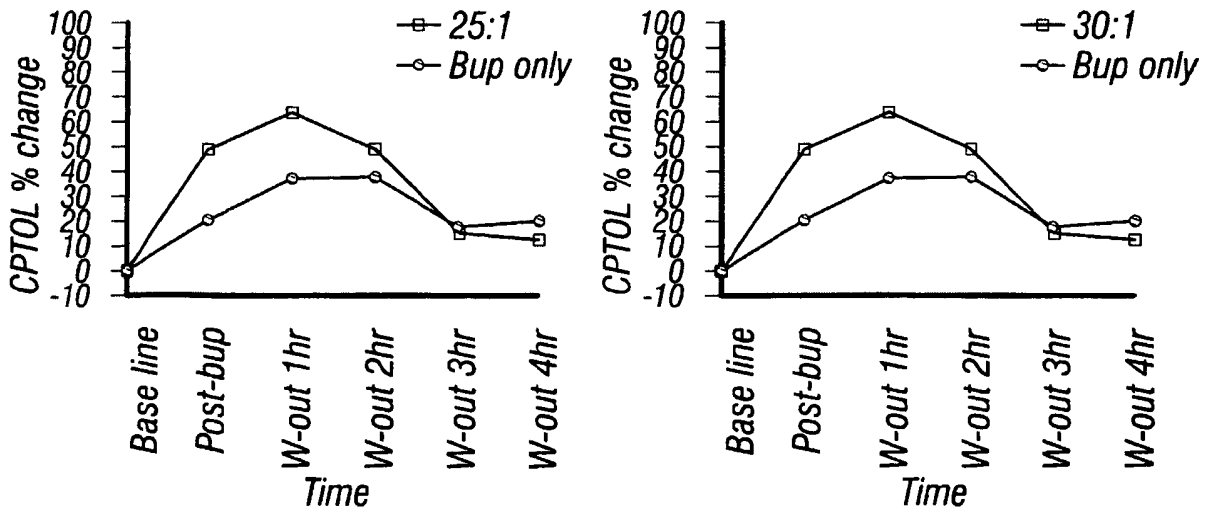 CPTOL % change
100
90
80
70
60
50
40
30
20
10
0
-10
25:1
Bup only
Base line
Post-bup
W-out 1hr
W-out 2hr
W-out 3hr
W-out 4hr
Time
CPTOL % change
100
90
80
70
60
50
40
30
20
10
0
-10
30:1
Bup only
Base line
Post-bup
W-out 1hr
W-out 2hr
W-out 3hr
W-out 4hr
Time